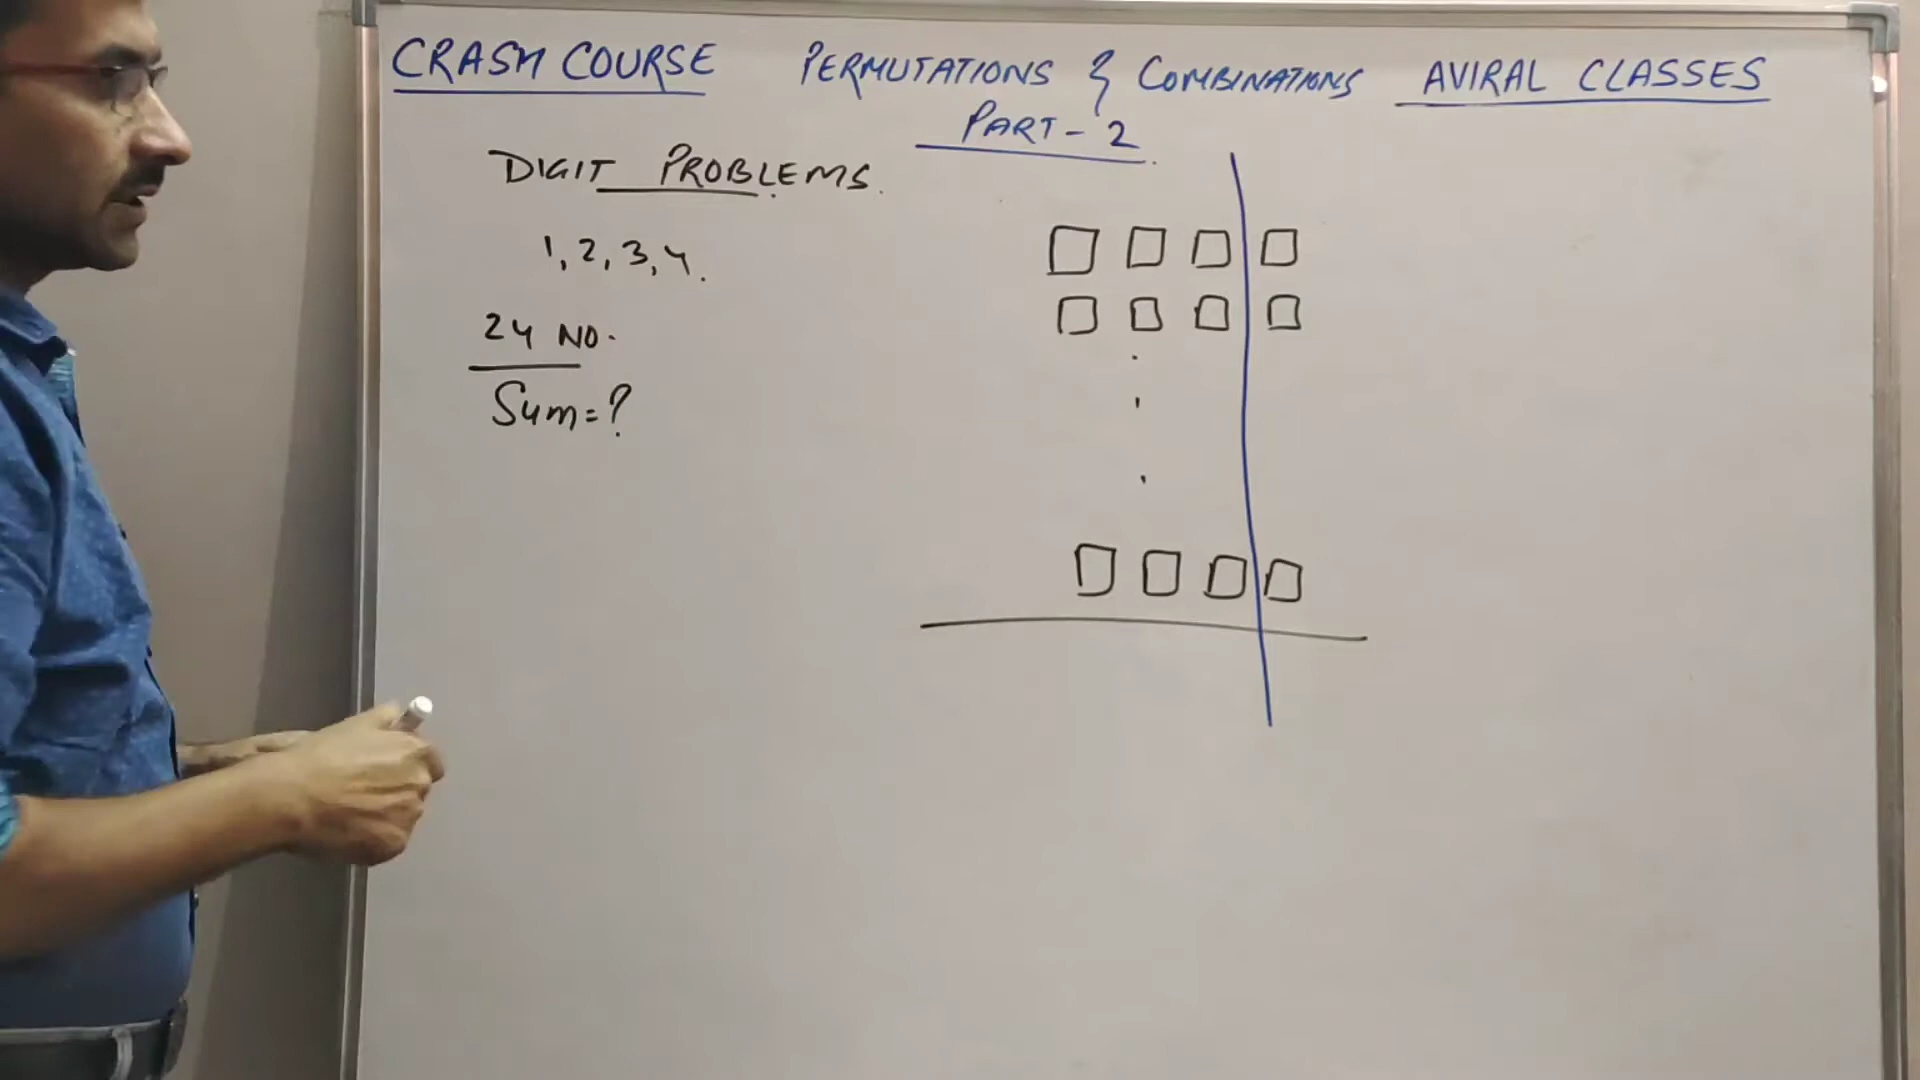 CRASH COURSE PERMUTATIONS & COMBINATIONS AVIRAL CLASSES
PART - 2
DIGIT PROBLEMS.
1, 2, 3, 4.
24 NO.
Sum = ?